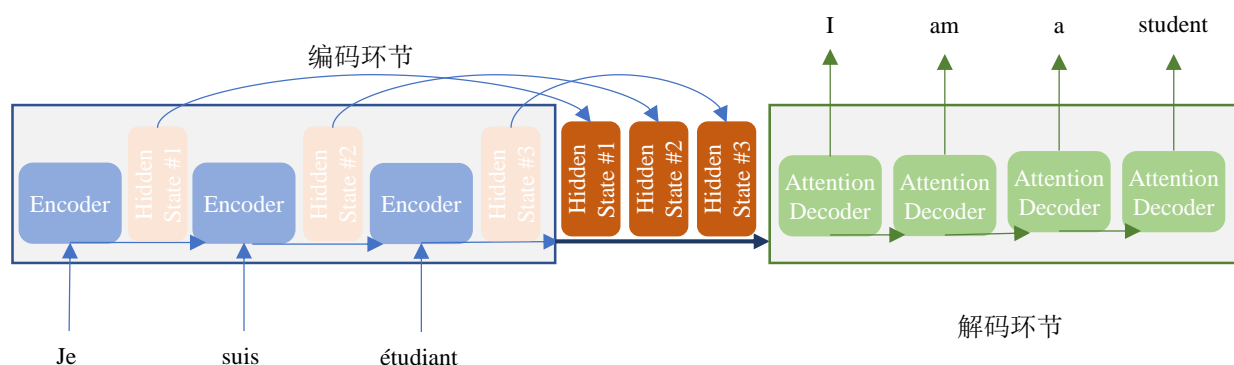 I
am
a
student
编码环节
Encoder
Hidden
State #1
Encoder
Hidden
State #2
Encoder
Hidden
State #3
Hidden
State #1
Hidden
State #2
Hidden
State #3
Attention
Decoder
Attention
Decoder
Attention
Decoder
Attention
Decoder
Je
suis
étudiant
解码环节